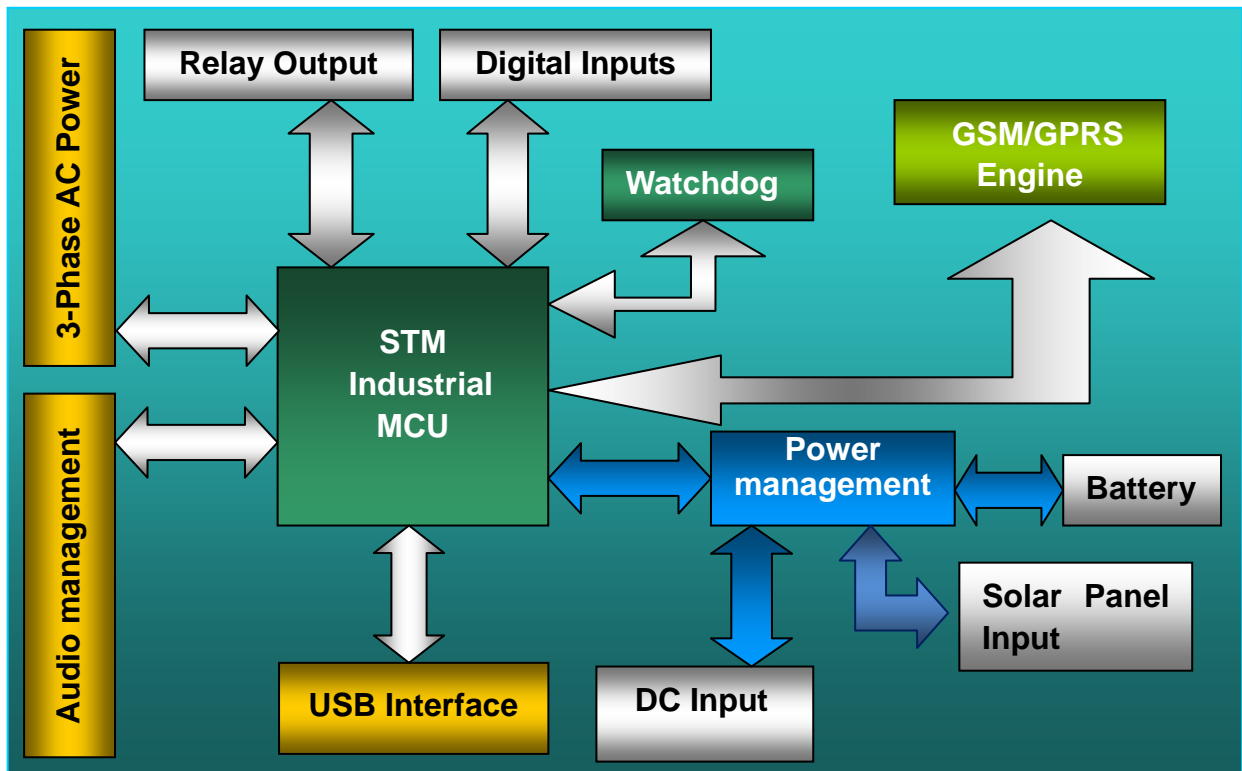 3-Phase AC Power
Relay Output
Digital Inputs
GSM/GPRS
Engine
Watchdog
STM
Industrial
MCU
Audio management
Power
management
Battery
Solar Panel
Input
USB Interface
DC Input